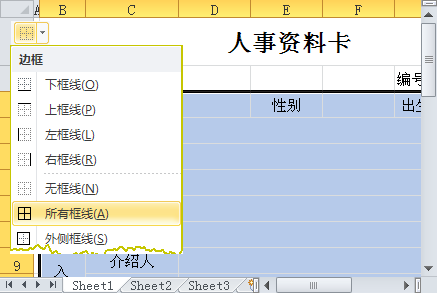 A B C D E F
人事资料卡
边框
下框线(O)
编号
上框线(P)
性别
左框线(L)
右框线(R)
无框线(N)
所有框线(A)
外侧框线(S)
9
介绍人
入
Sheet1 Sheet2 Sheet3